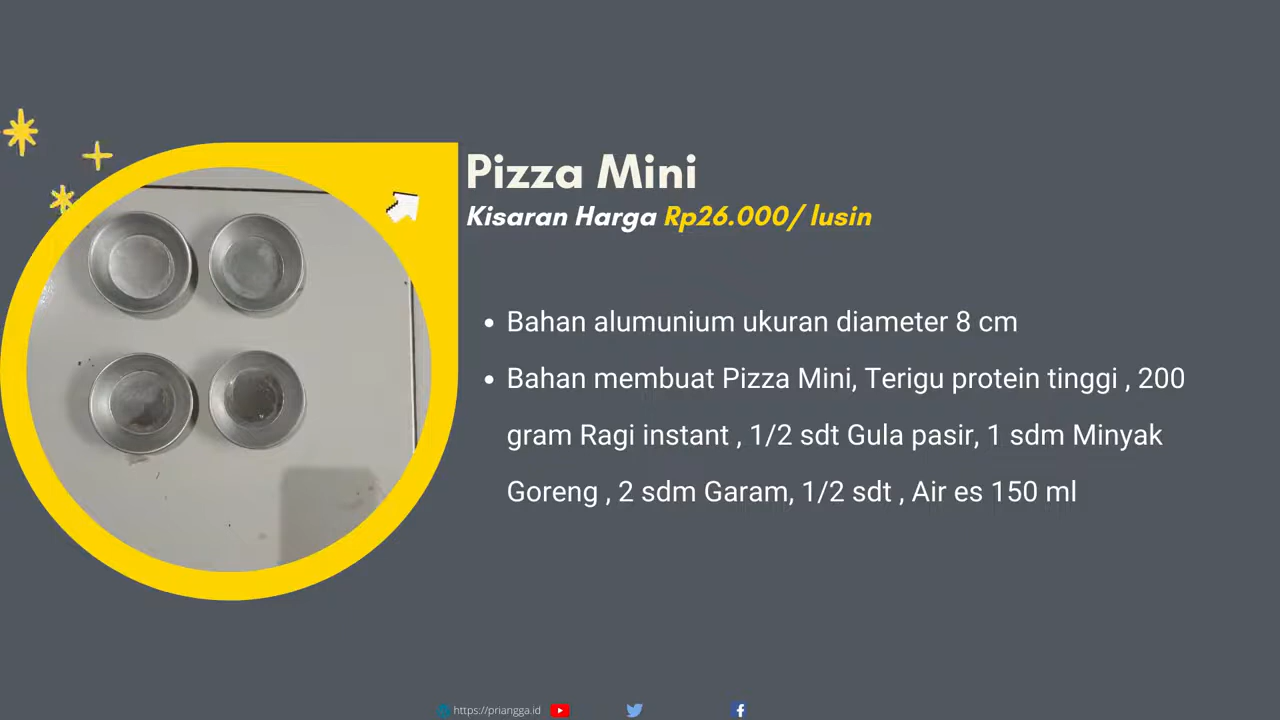 Pizza Mini
Kisaran Harga Rp26.000/ lusin
• Bahan alumunium ukuran diameter 8 cm
• Bahan membuat Pizza Mini, Terigu protein tinggi , 200
gram Ragi instant , 1/2 sdt Gula pasir, 1 sdm Minyak
Goreng , 2 sdm Garam, 1/2 sdt , Air es 150 ml
https://priangga.id